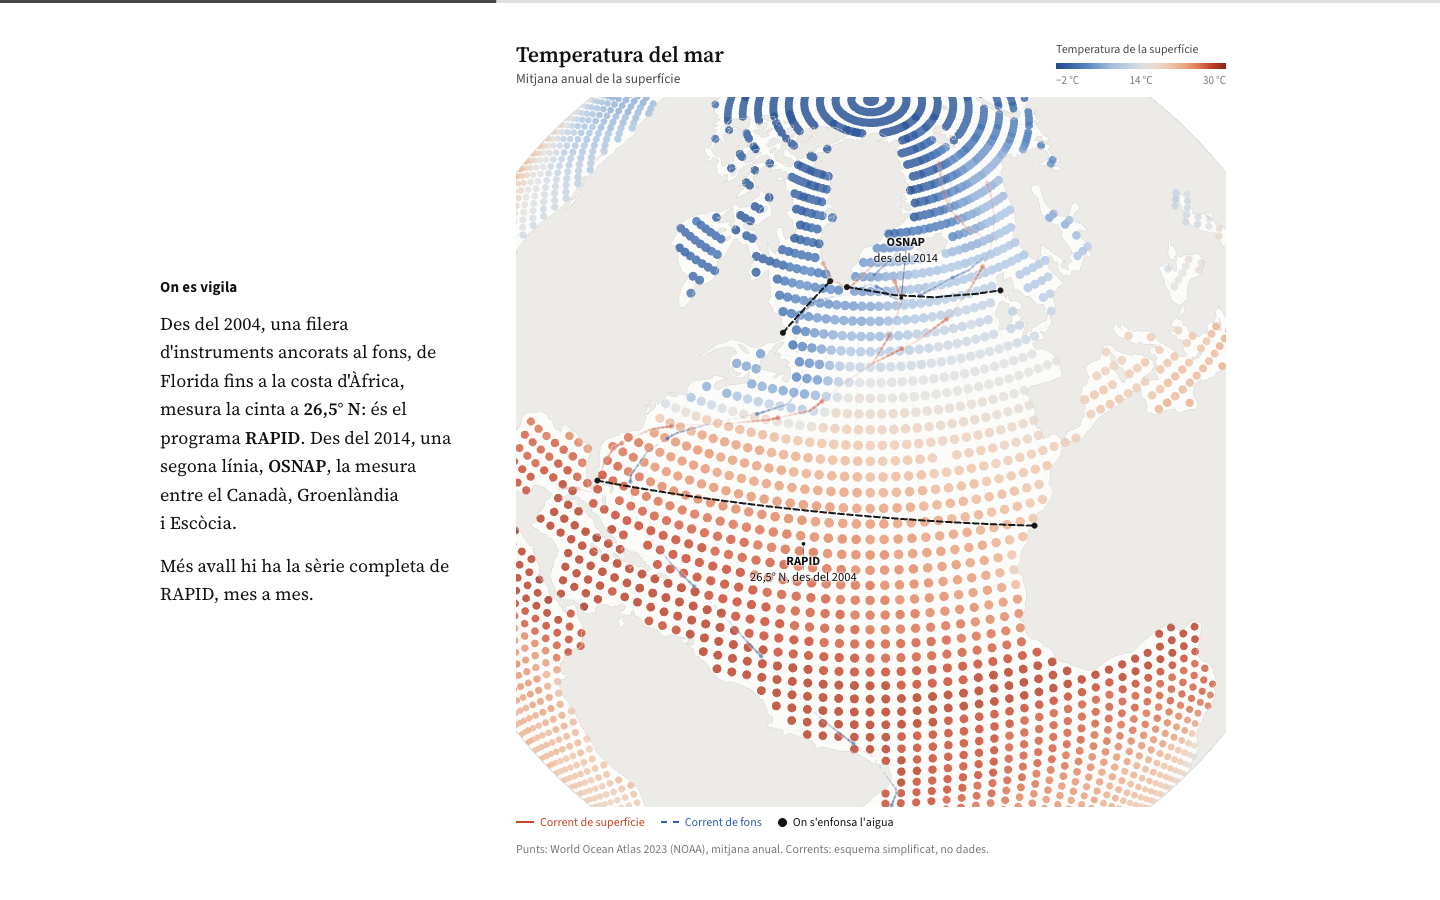 Temperatura del mar
Mitjana anual de la superfície
Temperatura de la superfície
−2 °C 14 °C 30 °C
OSNAP
des del 2014
On es vigila
Des del 2004, una filera
d'instruments ancorats al fons, de
Florida fins a la costa d'Àfrica,
mesura la cinta a 26,5° N: és el
programa RAPID. Des del 2014, una
segona línia, OSNAP, la mesura
entre el Canadà, Groenlàndia
i Escòcia.
Més avall hi ha la sèrie completa de
RAPID, mes a mes.
RAPID
26,5° N, des del 2004
Corrent de superfície Corrent de fons On s'enfonsa l'aigua
Punts: World Ocean Atlas 2023 (NOAA), mitjana anual. Corrents: esquema simplificat, no dades.